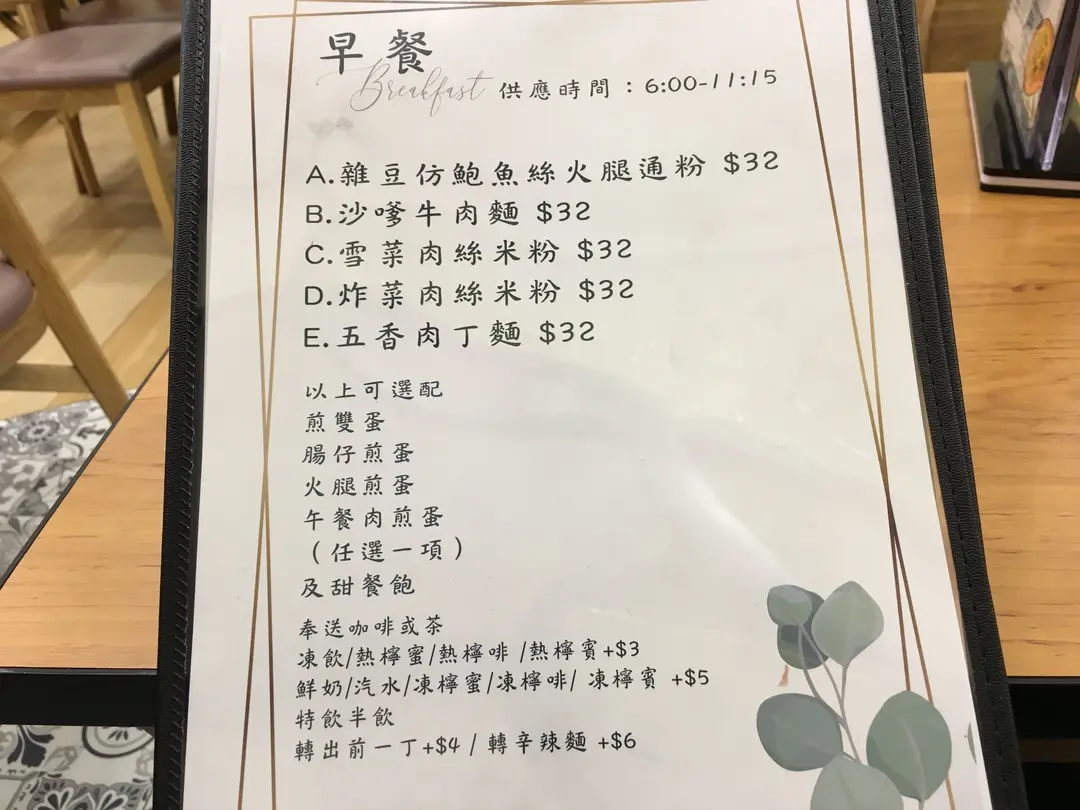 早餐
Breakfast 供應時間：6:00-11:15
A.雜豆仿鮑魚絲火腿通粉 $32
B.沙嗲牛肉麵 $32
C.雪菜肉絲米粉 $32
D.炸菜肉絲米粉 $32
E.五香肉丁麵 $32
以上可選配
煎雙蛋
腸仔煎蛋
火腿煎蛋
午餐肉煎蛋
（任選一項）
及甜餐飽
奉送咖啡或茶
凍飲/熱檸蜜/熱檸啡 /熱檸賓+$3
鮮奶/汽水/凍檸蜜/凍檸啡/ 凍檸賓 +$5
特飲半飲
轉出前一丁+$4 / 轉辛辣麵 +$6